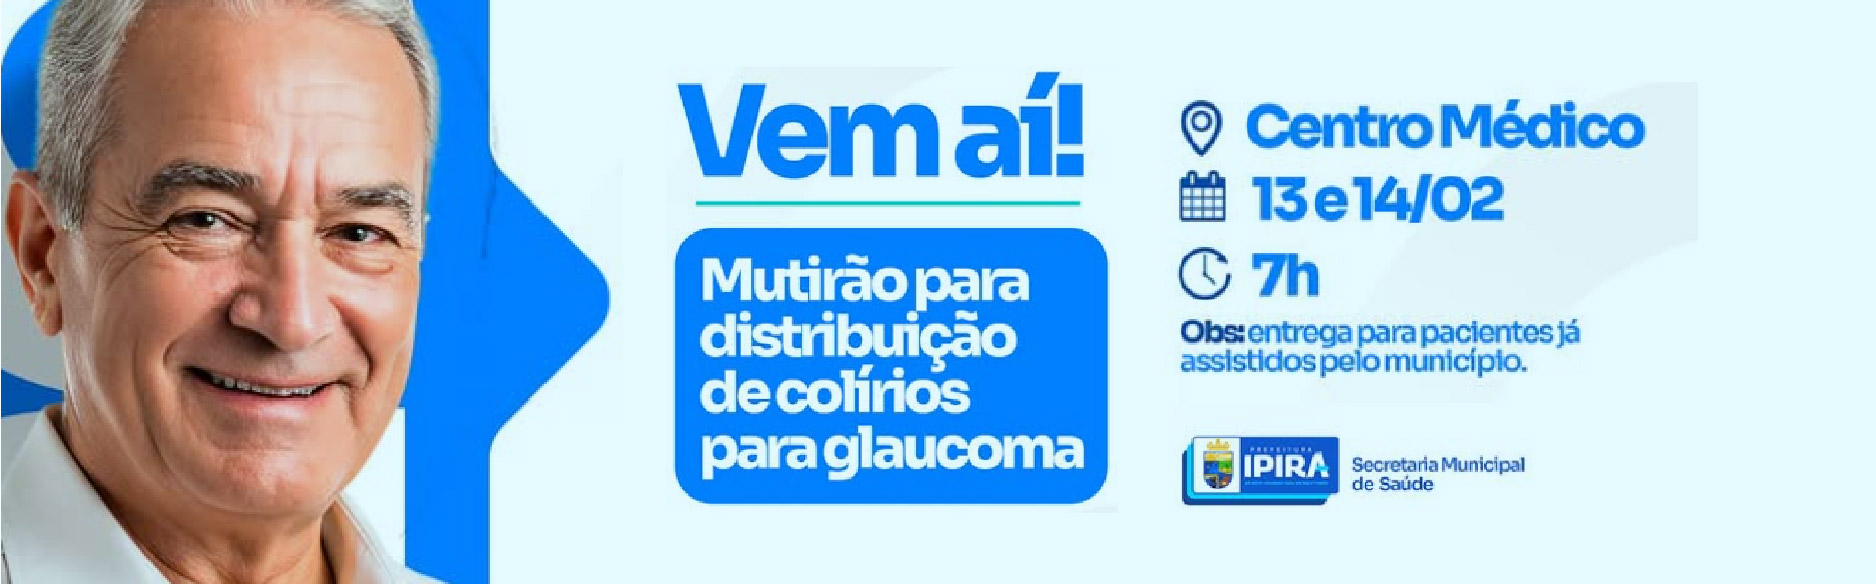 Vem aí!
Mutirão para
distribuição
de colírios
para glaucoma
Centro Médico
13 e 14/02
7h
Obs: entrega para pacientes já
assistidos pelo município.
PREFEITURA
IPIRÁ
Secretaria Municipal
de Saúde